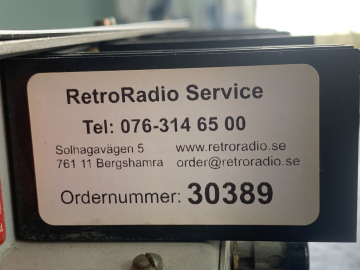 RetroRadio Service
Tel: 076-314 65 00
Solhagavägen 5 www.retroradio.se
761 11 Bergshamra order@retroradio.se
Ordernummer: 30389